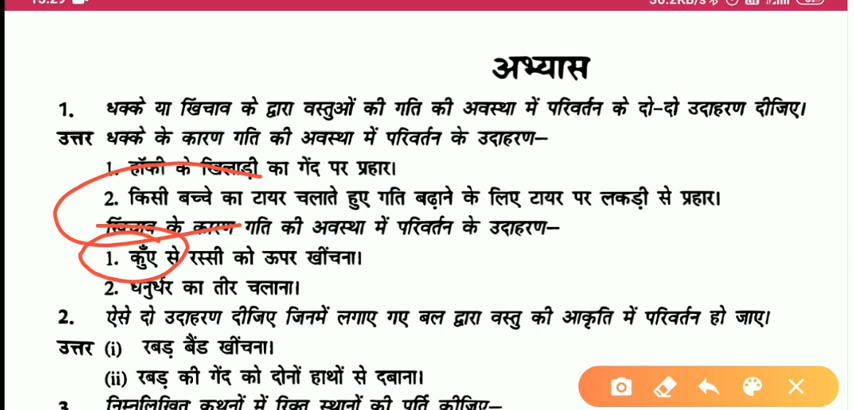 अभ्यास
1. धक्के या खिंचाव के द्वारा वस्तुओं की गति की अवस्था में परिवर्तन के दो-दो उदाहरण दीजिए।
उत्तर धक्के के कारण गति की अवस्था में परिवर्तन के उदाहरण–
1. हॉकी के खिलाड़ी का गेंद पर प्रहार।
2. किसी बच्चे का टायर चलाते हुए गति बढ़ाने के लिए टायर पर लकड़ी से प्रहार।
खिंचाव के कारण गति की अवस्था में परिवर्तन के उदाहरण–
1. कुँए से रस्सी को ऊपर खींचना।
2. धनुर्धर का तीर चलाना।
2. ऐसे दो उदाहरण दीजिए जिनमें लगाए गए बल द्वारा वस्तु की आकृति में परिवर्तन हो जाए।
उत्तर (i) रबड़ बैंड खींचना।
(ii) रबड़ की गेंद को दोनों हाथों से दबाना।
3 निम्नलिखित कथनों में रिक्त स्थानों की पूर्ति कीजिए–